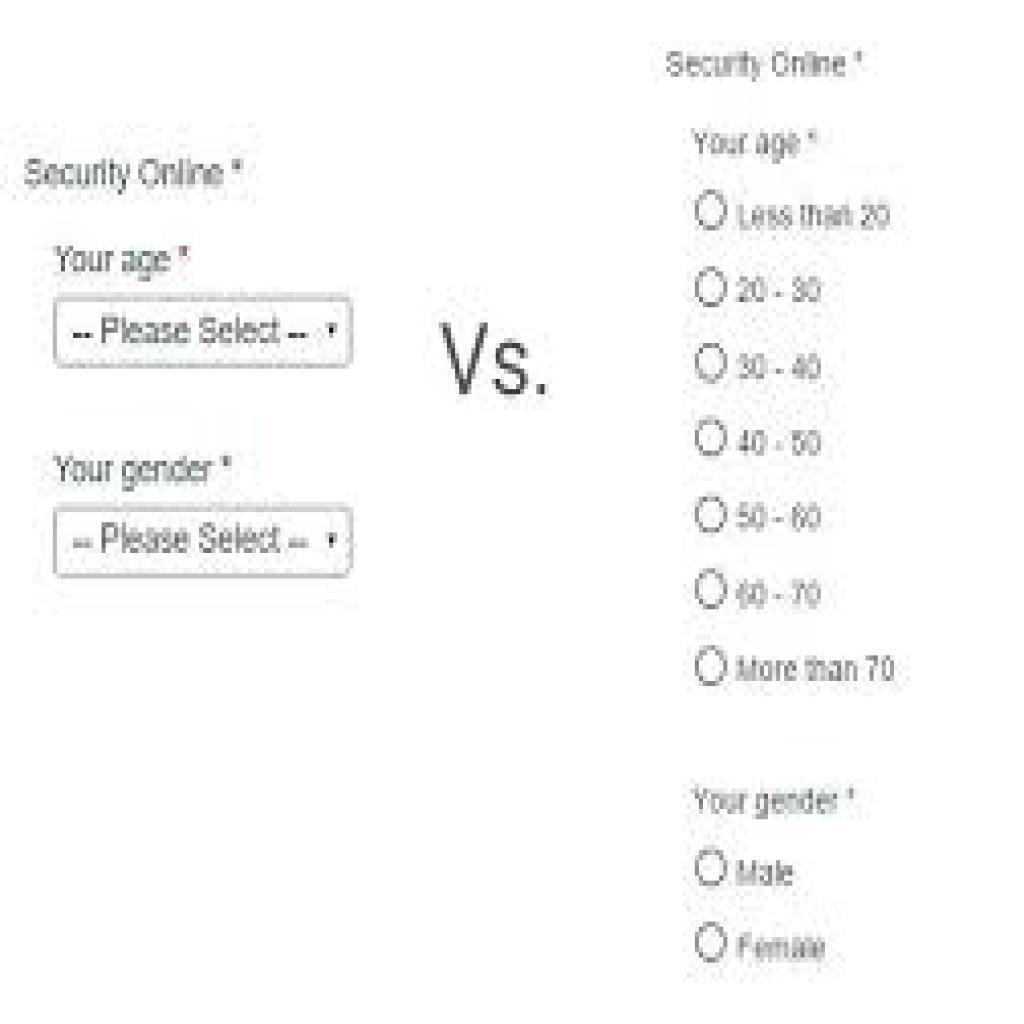 Security Online *
Your age *
-- Please Select --
Your gender *
-- Please Select --
Vs.
Security Online *
Your age *
Less than 20
20 - 30
30 - 40
40 - 50
50 - 60
60 - 70
More than 70
Your gender *
Male
Female